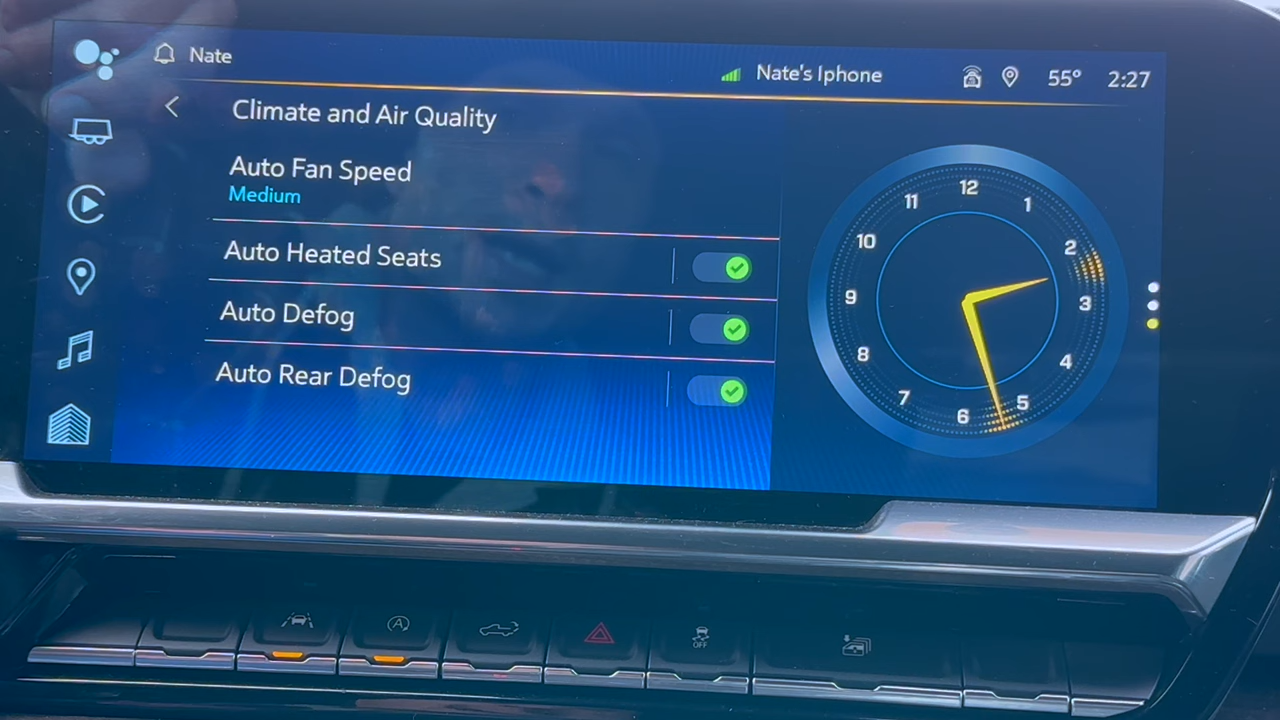 Nate
Nate's Iphone
55° 2:27
Climate and Air Quality
Auto Fan Speed
Medium
Auto Heated Seats
Auto Defog
Auto Rear Defog
12
1
2
3
4
5
6
7
8
9
10
11
A
OFF